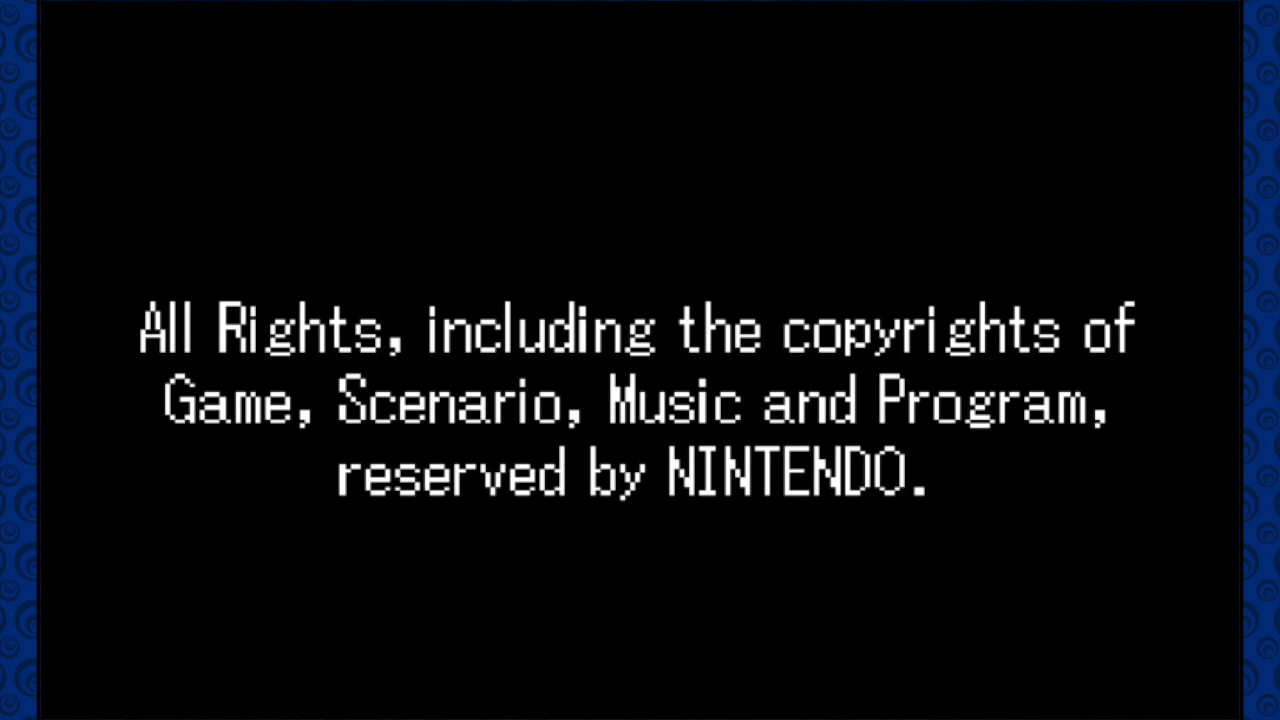 All Rights, including the copyrights of
Game, Scenario, Music and Program,
reserved by NINTENDO.